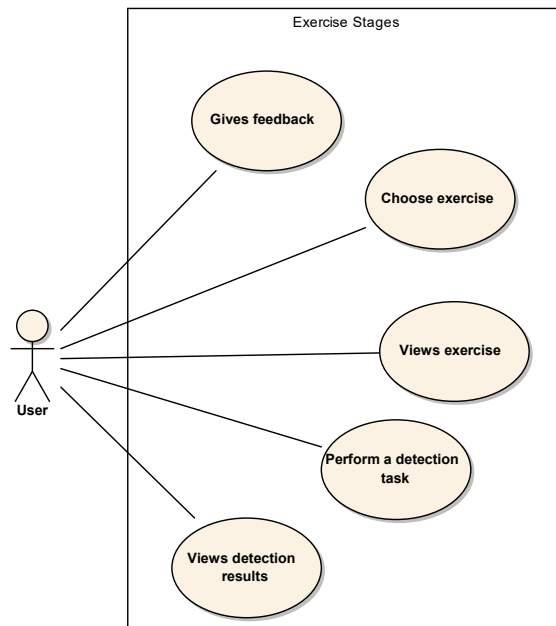 Exercise Stages
Gives feedback
Choose exercise
Views exercise
User
Perform a detection
task
Views detection
results